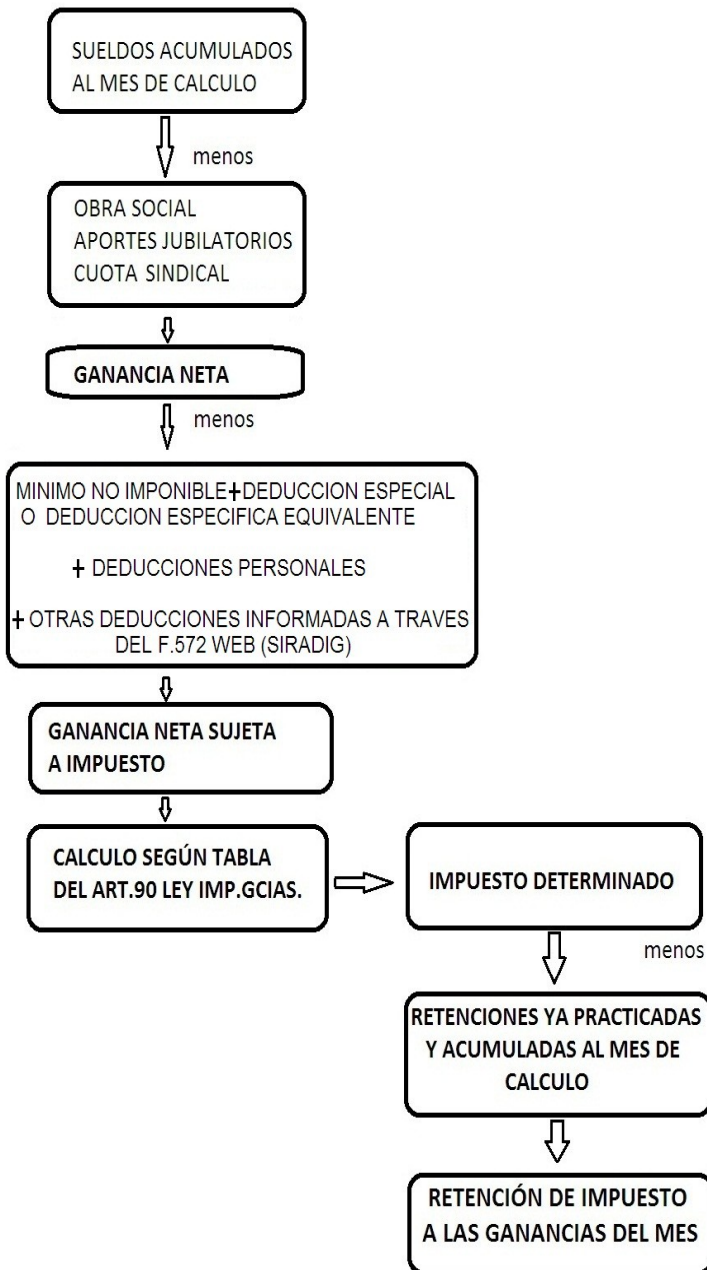 SUELDOS ACUMULADOS
AL MES DE CALCULO
menos
OBRA SOCIAL
APORTES JUBILATORIOS
CUOTA SINDICAL
GANANCIA NETA
menos
MINIMO NO IMPONIBLE+DEDUCCION ESPECIAL
O DEDUCCION ESPECIFICA EQUIVALENTE
+ DEDUCCIONES PERSONALES
+ OTRAS DEDUCCIONES INFORMADAS A TRAVES
DEL F.572 WEB (SIRADIG)
GANANCIA NETA SUJETA
A IMPUESTO
CALCULO SEGÚN TABLA
DEL ART.90 LEY IMP.GCIAS.
IMPUESTO DETERMINADO
menos
RETENCIONES YA PRACTICADAS
Y ACUMULADAS AL MES DE
CALCULO
RETENCIÓN DE IMPUESTO
A LAS GANANCIAS DEL MES